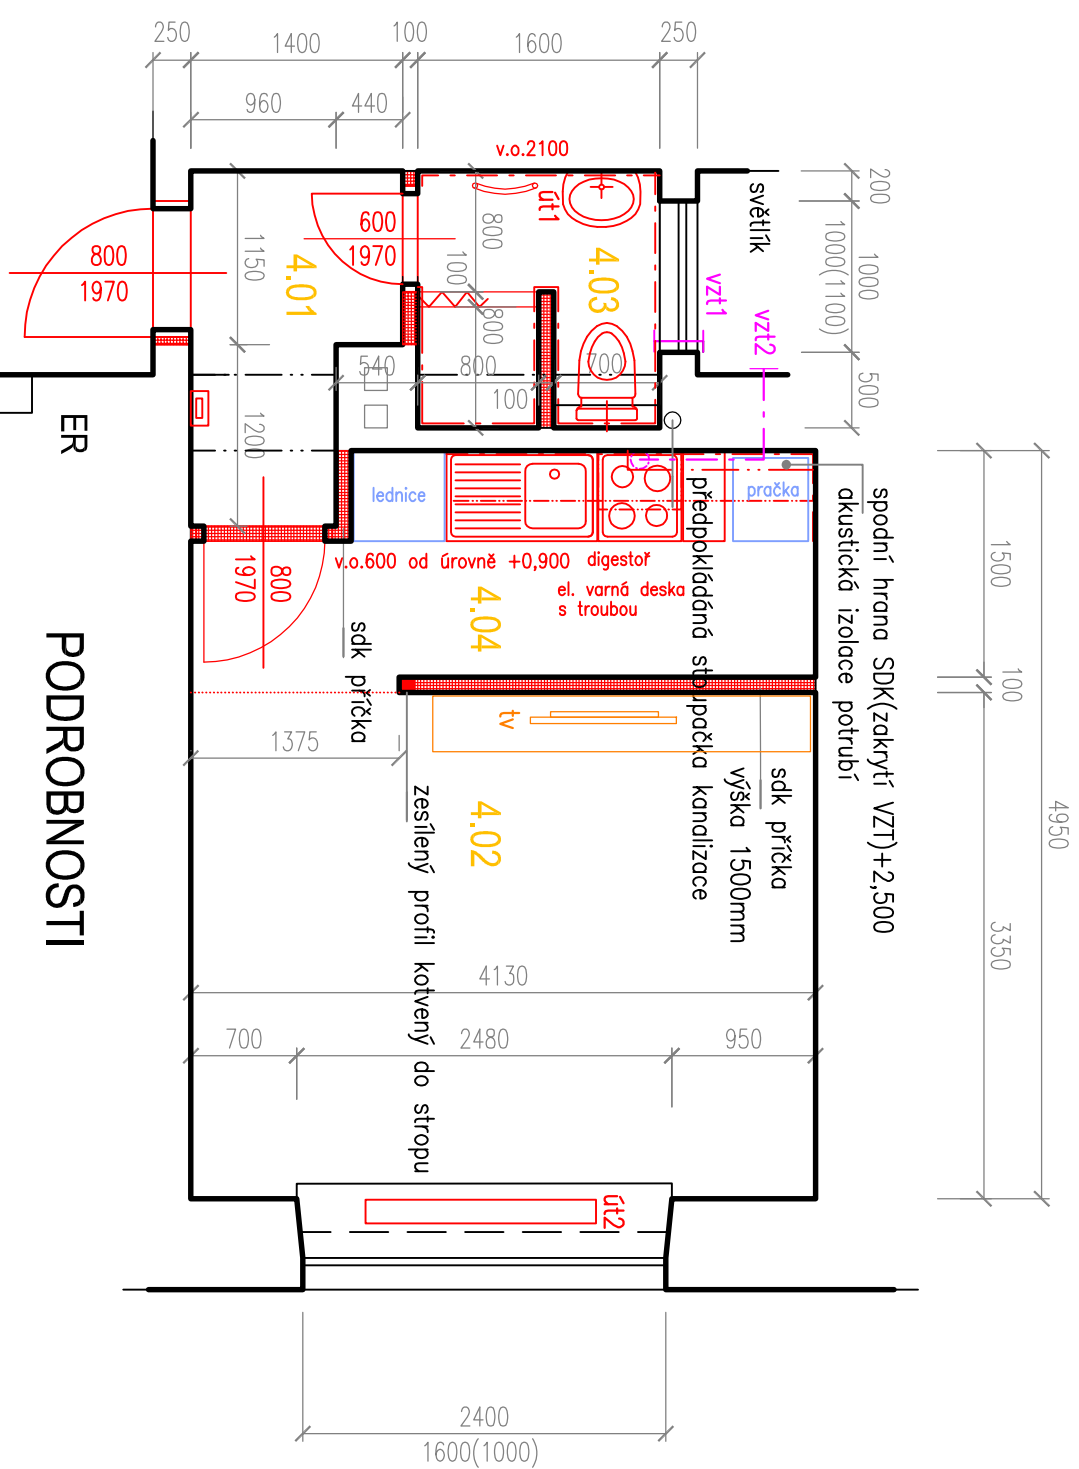 250
1400
100
1600
250
960
440
v.o.2100
200
1000
1000(1100)
500
světlík
vzt1
vzt2
út1
4.03
600
1970
4.01
800
1970
1150
1200
800
100
800
540
800
100
700
ER
lednice
pračka
předpokládáná stoupačka kanalizace
spodní hrana SDK(zakrytí VZT)+2,500
akustická izolace potrubí
v.o.600 od úrovně +0,900
digestoř
el. varná deska
s troubou
800
1970
4.04
sdk příčka
1500
100
3350
4950
tv
1375
sdk příčka
výška 1500mm
4.02
zesílený profil kotvený do stropu
PODROBNOSTI
4130
700
2480
950
út2
2400
1600(1000)